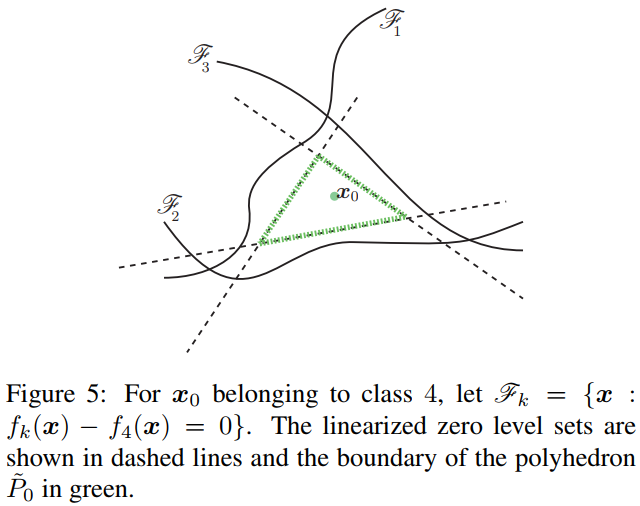 ℱ₁
ℱ₃
x₀
ℱ₂
Figure 5: For x₀ belonging to class 4, let ℱₖ = {x :
fₖ(x) − f₄(x) = 0}. The linearized zero level sets are
shown in dashed lines and the boundary of the polyhedron
P̃₀ in green.